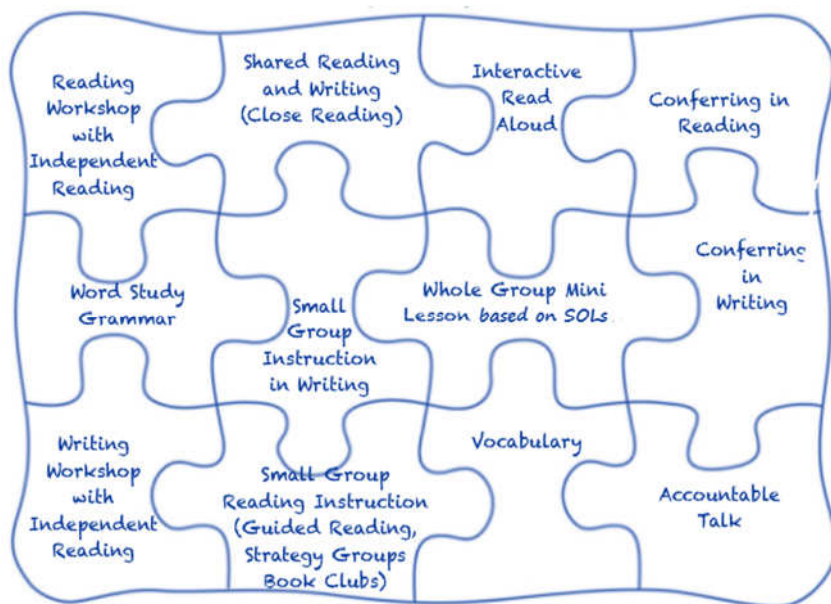 Reading
Workshop
with
Independent
Reading
Shared Reading
and Writing
(Close Reading)
Interactive
Read
Aloud
Conferring in
Reading
Word Study
Grammar
Small
Group
Instruction
in Writing
Whole Group Mini
Lesson based on SOLs
Conferring
in
Writing
Writing
Workshop
with
Independent
Reading
Small Group
Reading Instruction
(Guided Reading,
Strategy Groups
Book Clubs)
Vocabulary
Accountable
Talk